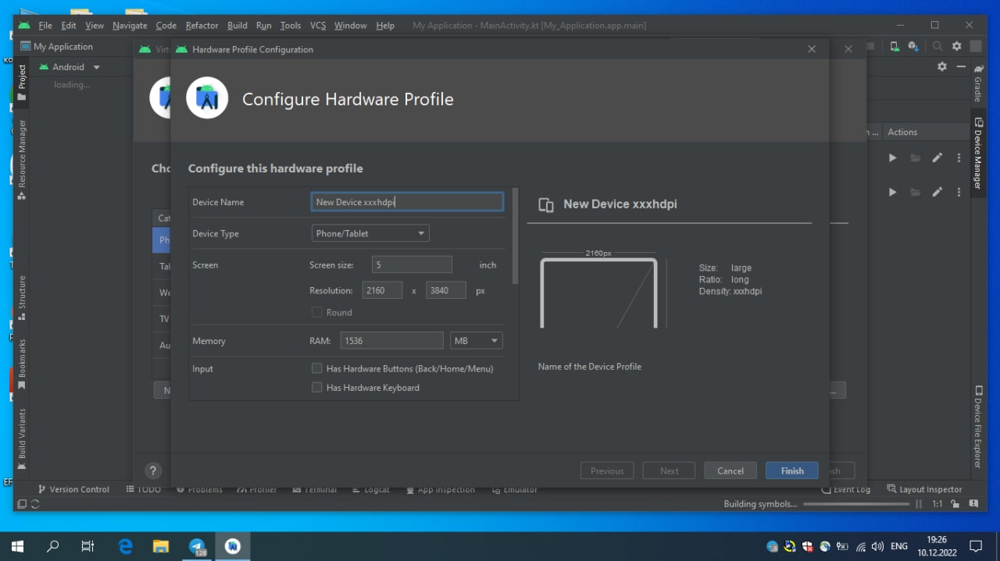 File Edit View Navigate Code Refactor Build Run Tools VCS Window Help My Application - MainActivity.kt [My_Application.app.main]
My Application
Virt
Hardware Profile Configuration
Android
loading...
Project
Resource Manager
Structure
Bookmarks
Build Variants
Gradle
Device Manager
Device File Explorer
Configure Hardware Profile
Actions
Cho
Configure this hardware profile
Device Name New Device xxxhdpi
Device Type Phone/Tablet
Screen Screen size: 5 inch
Resolution: 2160 x 3840 px
Round
Memory RAM: 1536 MB
Input Has Hardware Buttons (Back/Home/Menu)
Has Hardware Keyboard
Cat
Ph
Tal
We
TV
Au
N
New Device xxxhdpi
2160px
Size: large
Ratio: long
Density: xxxhdpi
Name of the Device Profile
?
Previous Next Cancel Finish
ish
Version Control TODO Problems Profiler Terminal Logcat App Inspection Emulator Event Log Layout Inspector
Building symbols... 1:1
128
ENG
19:26
10.12.2022